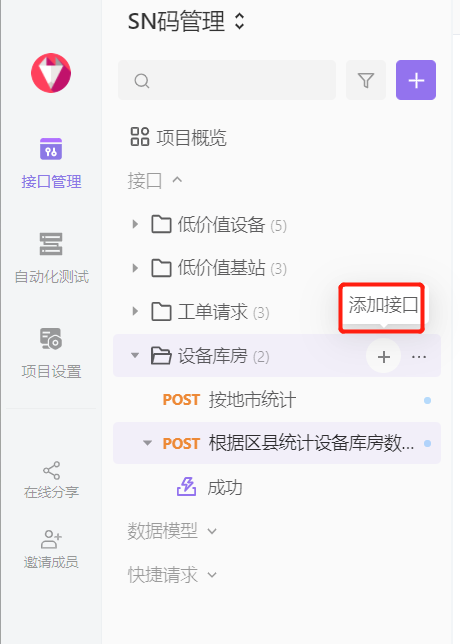 SN码管理
项目概览
接口管理
接口
低价值设备 (5)
自动化测试
低价值基站 (3)
添加接口
工单请求 (3)
设备库房 (2)
项目设置
POST 按地市统计
POST 根据区县统计设备库房数...
在线分享
成功
数据模型
邀请成员
快捷请求